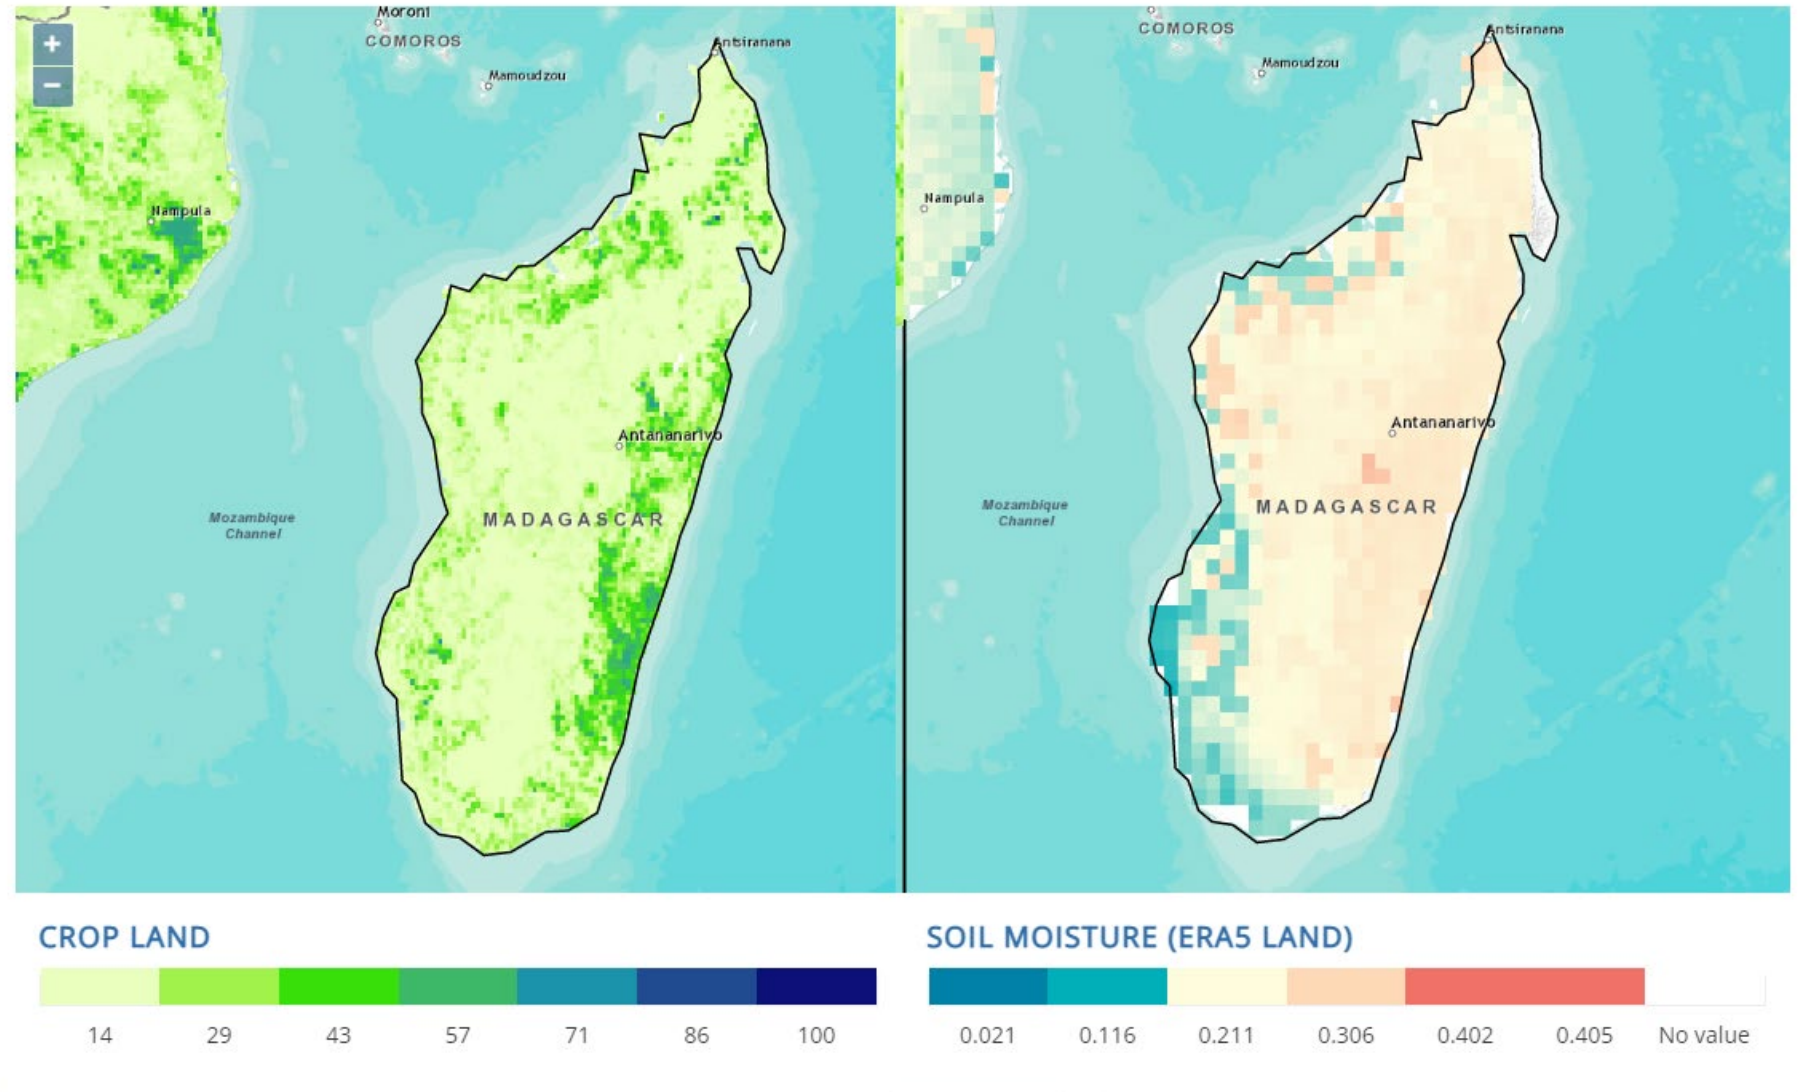 +
−
Moroni
COMOROS
Mamoudzou
Antsiranana
Nampula
Antananarivo
MADAGASCAR
Mozambique
Channel
COMOROS
Mamoudzou
Antsiranana
Nampula
Antananarivo
MADAGASCAR
Mozambique
Channel
CROP LAND
14 29 43 57 71 86 100
SOIL MOISTURE (ERA5 LAND)
0.021 0.116 0.211 0.306 0.402 0.405 No value